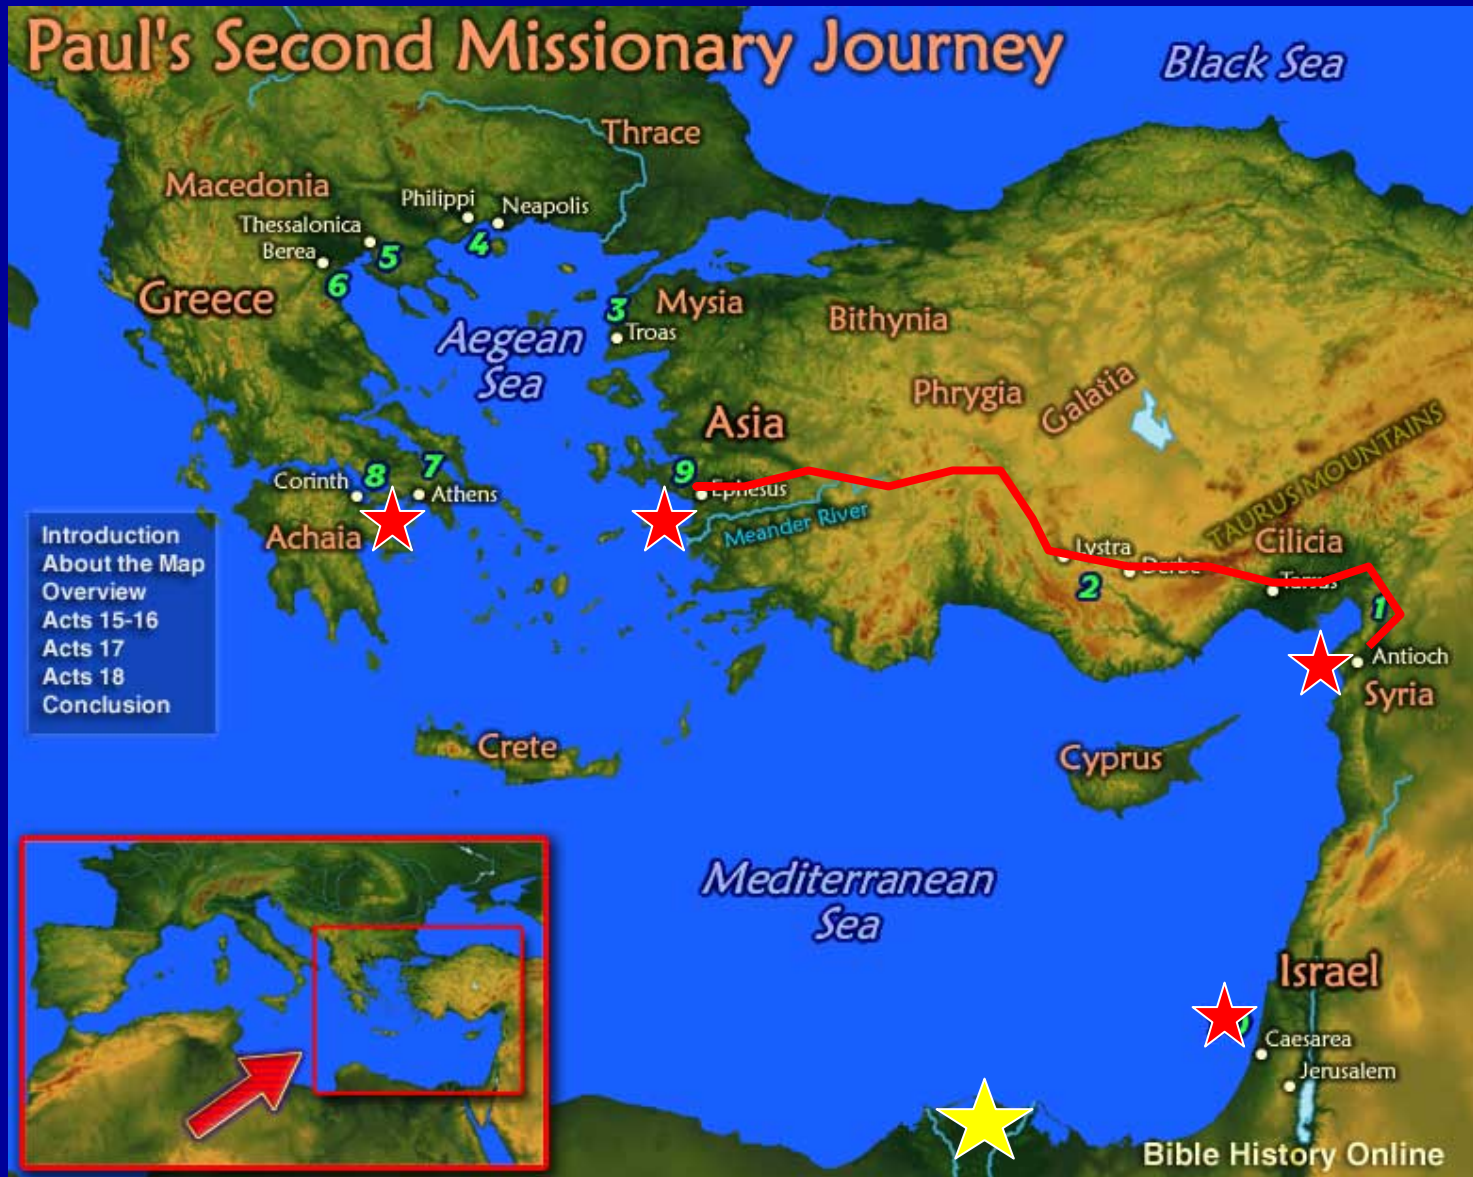 Paul's Second Missionary Journey
Black Sea
Thrace
Macedonia
Philippi
Neapolis
Thessalonica
4
Berea
5
6
Greece
3
Mysia
Troas
Bithynia
Aegean
Sea
Phrygia
Galatia
Asia
TAURUS MOUNTAINS
Corinth
8
7
Athens
9
Ephesus
Meander River
Achaia
Lystra
Derbe
2
Cilicia
Tarsus
1
Antioch
Syria
Introduction
About the Map
Overview
Acts 15-16
Acts 17
Acts 18
Conclusion
Crete
Cyprus
Mediterranean
Sea
Israel
Caesarea
Jerusalem
Bible History Online